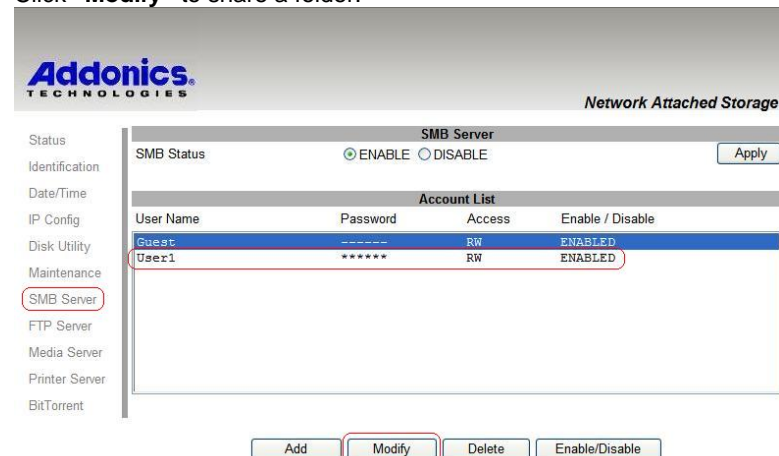 Click "Modify" to share a folder.
Addonics®
TECHNOLOGIES
Network Attached Storage
Status
Identification
Date/Time
IP Config
Disk Utility
Maintenance
SMB Server
FTP Server
Media Server
Printer Server
BitTorrent
SMB Server
SMB Status ENABLE DISABLE Apply
Account List
User Name Password Access Enable / Disable
Guest ------ RW ENABLED
User1 ****** RW ENABLED
Add Modify Delete Enable/Disable